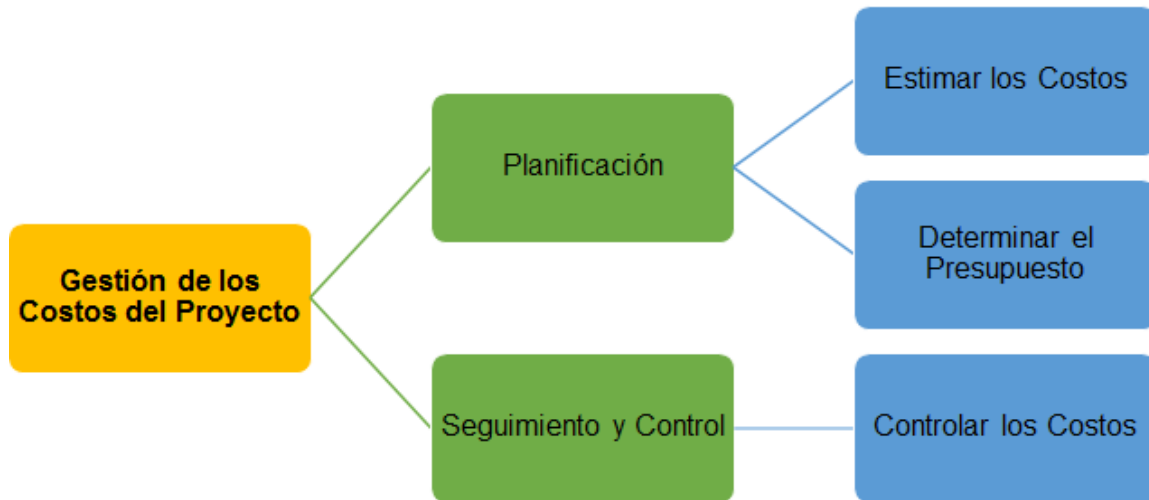 Gestión de los
Costos del Proyecto
Planificación
Seguimiento y Control
Estimar los Costos
Determinar el
Presupuesto
Controlar los Costos